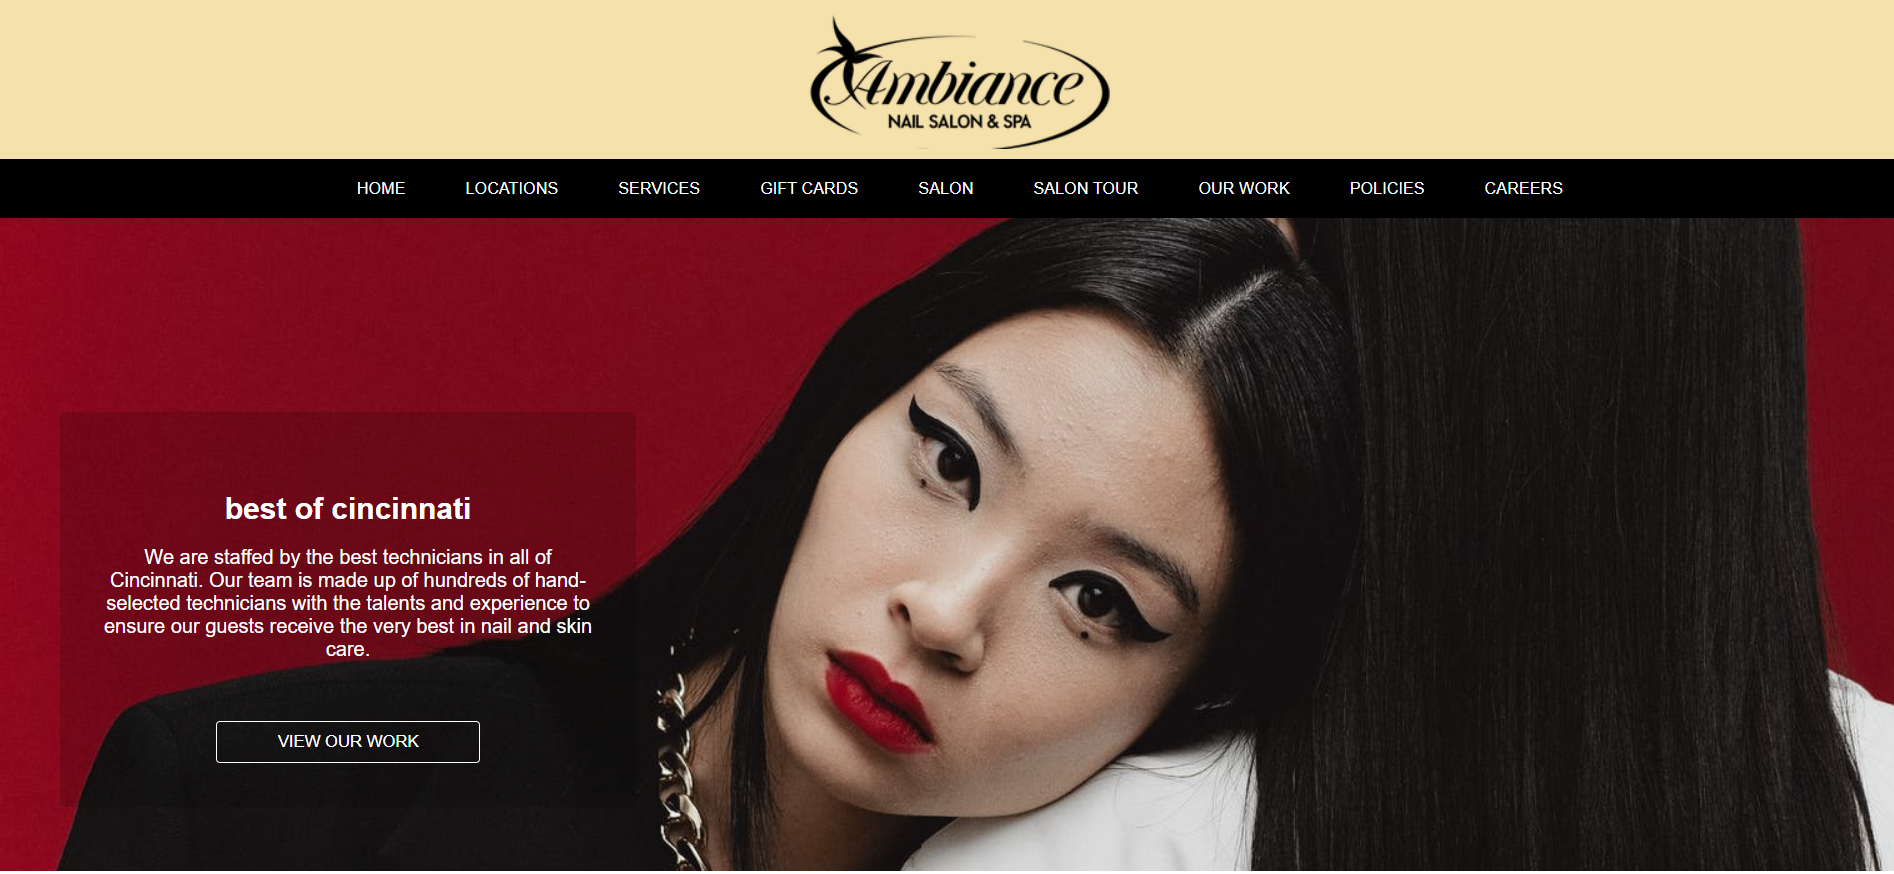 Ambiance
NAIL SALON & SPA
HOME LOCATIONS SERVICES GIFT CARDS SALON SALON TOUR OUR WORK POLICIES CAREERS
best of cincinnati
We are staffed by the best technicians in all of
Cincinnati. Our team is made up of hundreds of hand-
selected technicians with the talents and experience to
ensure our guests receive the very best in nail and skin
care.
VIEW OUR WORK